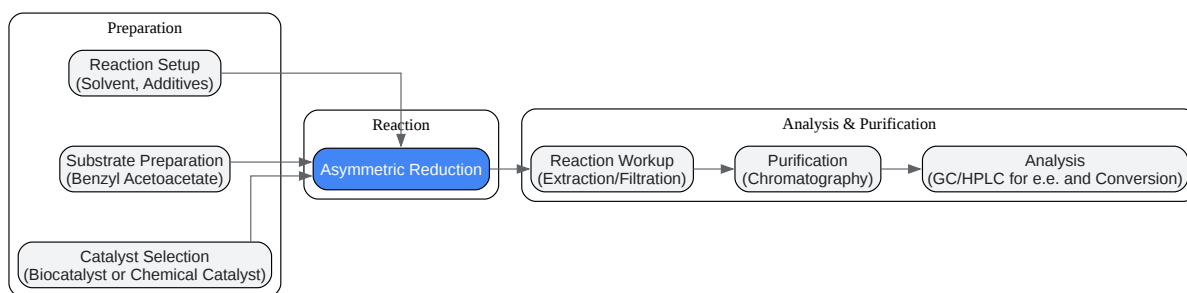 Preparation
Reaction Setup
(Solvent, Additives)
Substrate Preparation
(Benzyl Acetoacetate)
Catalyst Selection
(Biocatalyst or Chemical Catalyst)
Reaction
Asymmetric Reduction
Analysis & Purification
Reaction Workup
(Extraction/Filtration)
Purification
(Chromatography)
Analysis
(GC/HPLC for e.e. and Conversion)